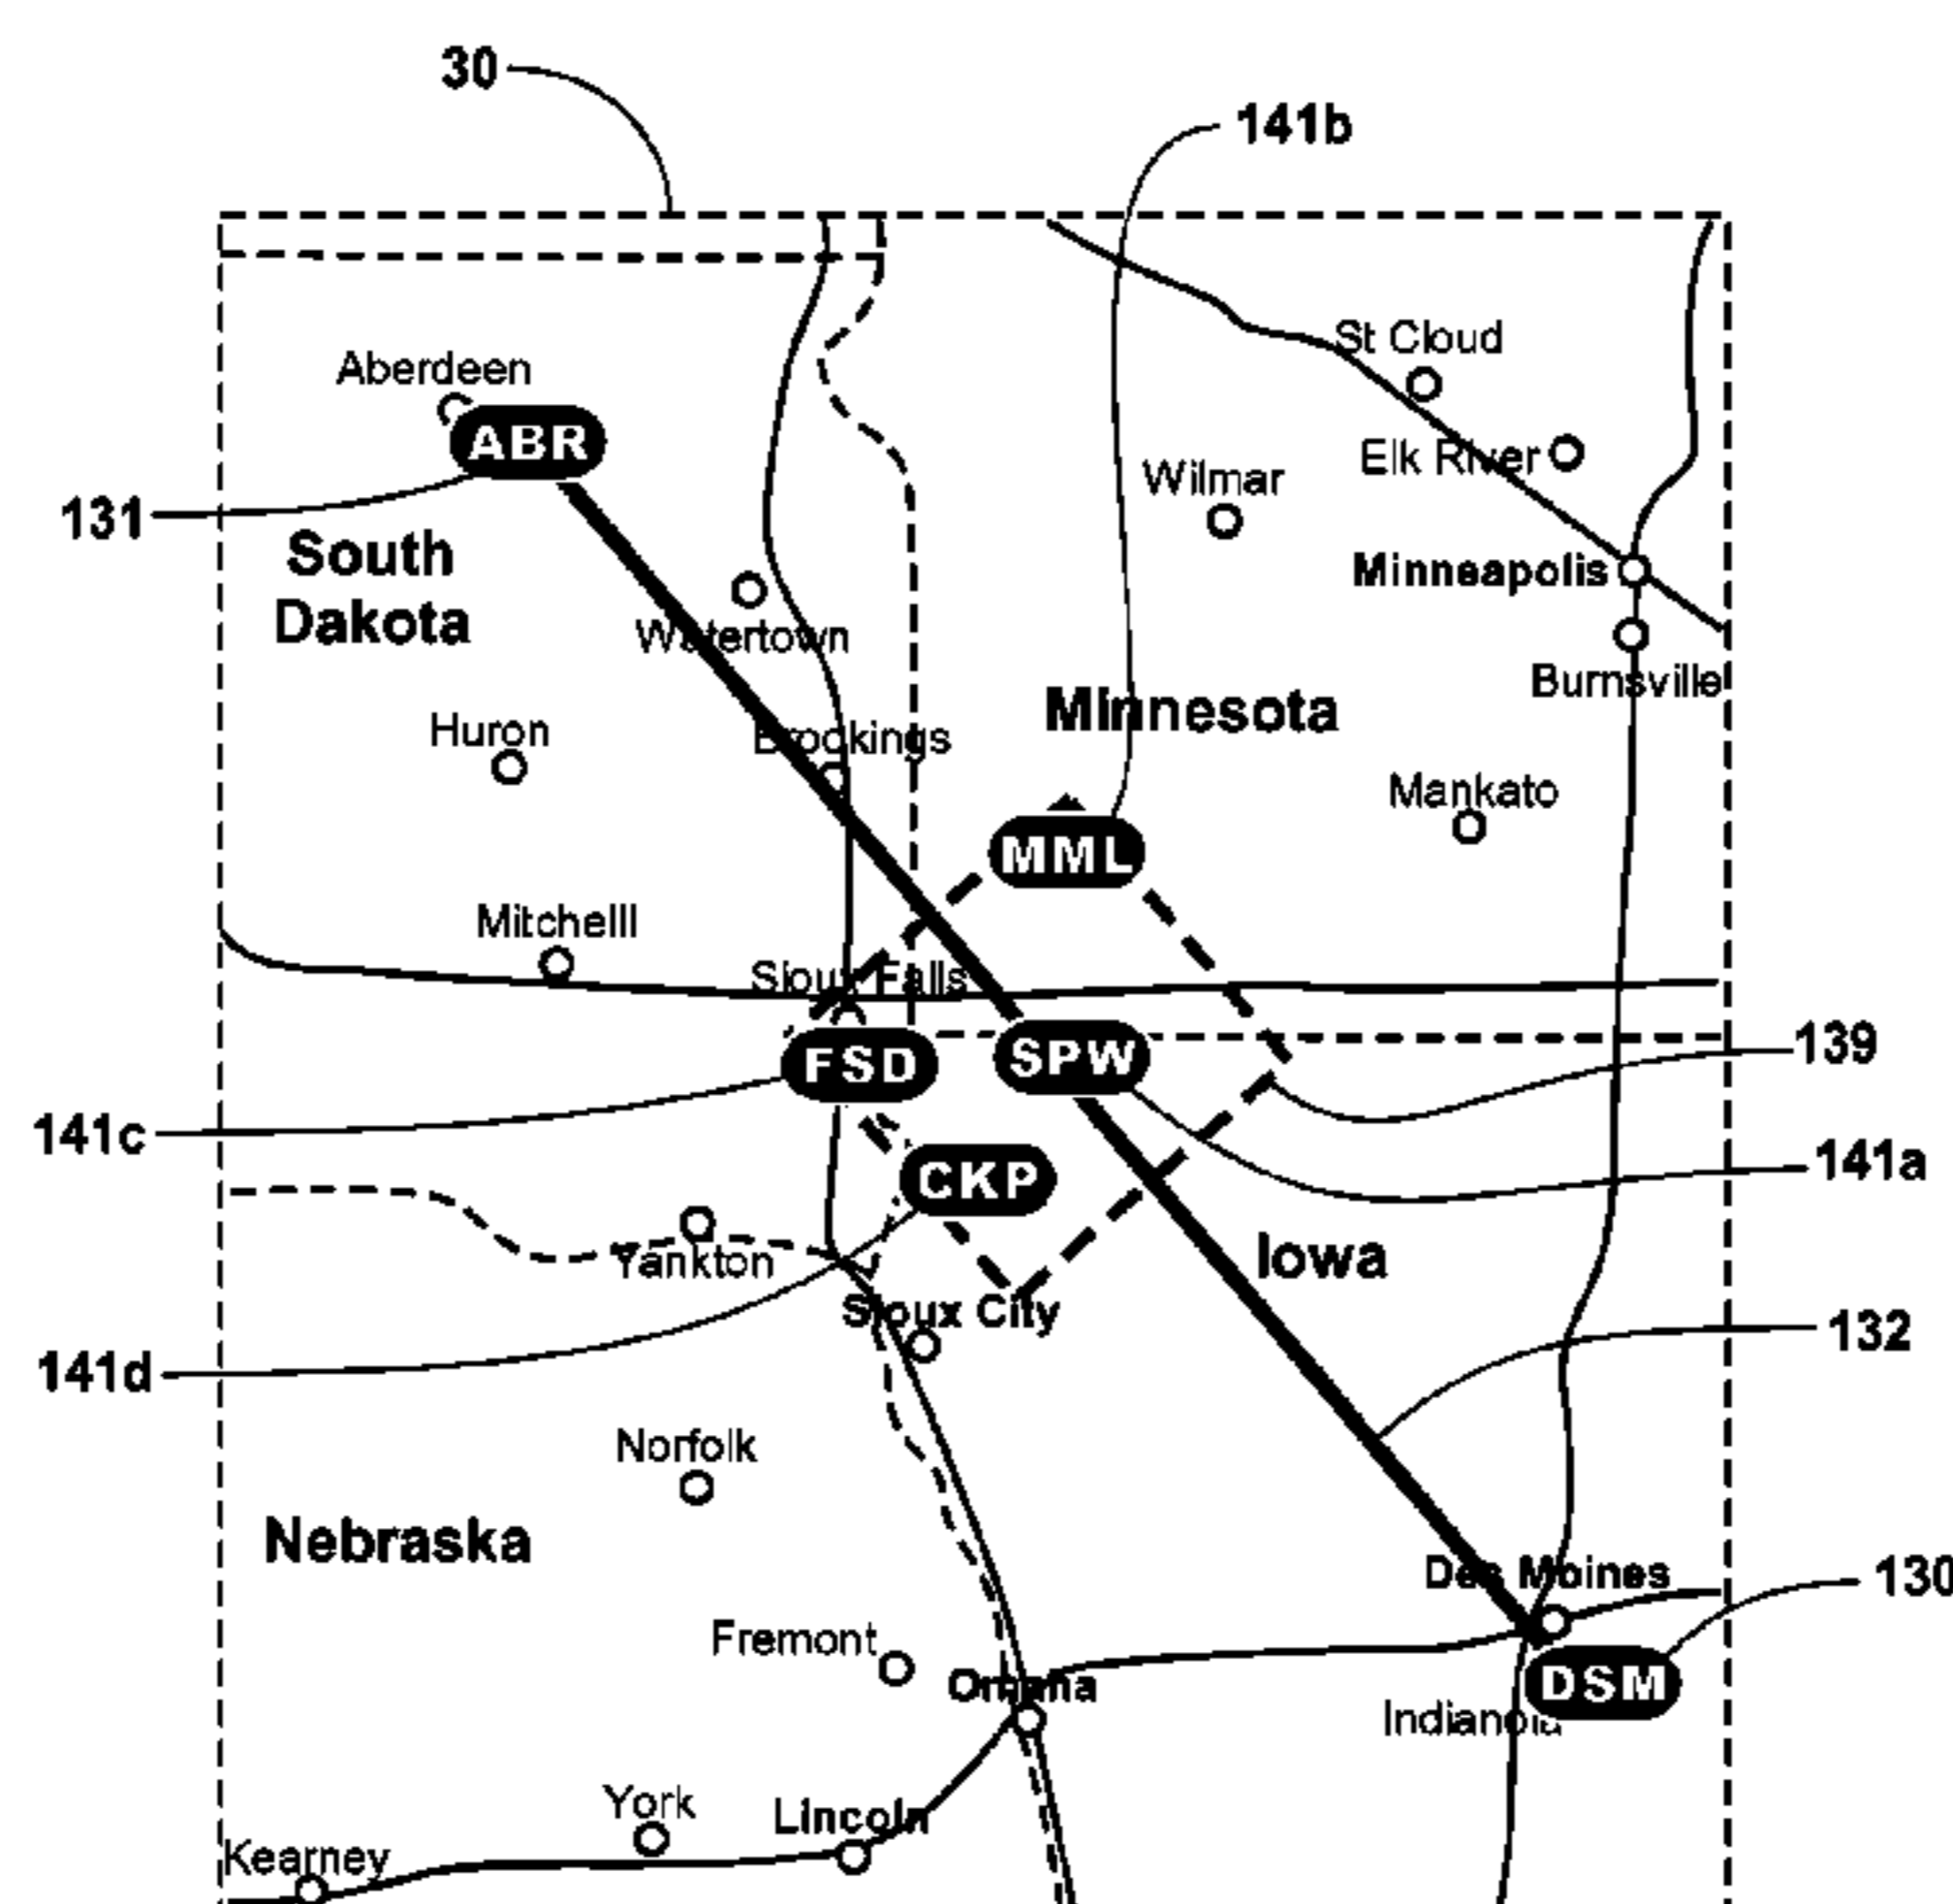 30
141b
St Cloud
Aberdeen
ABR
Elk River
Wilmar
131
South
Dakota
Minneapolis
Watertown
Burnsville
Minnesota
Huron
Brookings
Mankato
MML
Mitchelll
Sioux Falls
139
FSD
SPW
141c
141a
CKP
Yankton
Iowa
Sioux City
132
141d
Norfolk
Nebraska
Des Moines
130
Fremont
Omaha
DSM
Indianola
York
Lincoln
Kearney